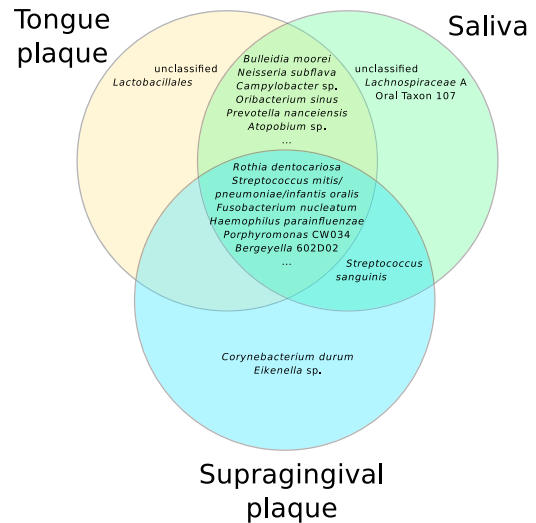 Tongue
plaque
Saliva
unclassified
Lactobacillales
Bulleidia moorei
Neisseria subflava
Campylobacter sp.
Oribacterium sinus
Prevotella nanceiensis
Atopobium sp.
...
unclassified
Lachnospiraceae A
Oral Taxon 107
Rothia dentocariosa
Streptococcus mitis/
pneumoniae/infantis oralis
Fusobacterium nucleatum
Haemophilus parainfluenzae
Porphyromonas CW034
Bergeyella 602D02
...
Streptococcus
sanguinis
Corynebacterium durum
Eikenella sp.
Supragingival
plaque